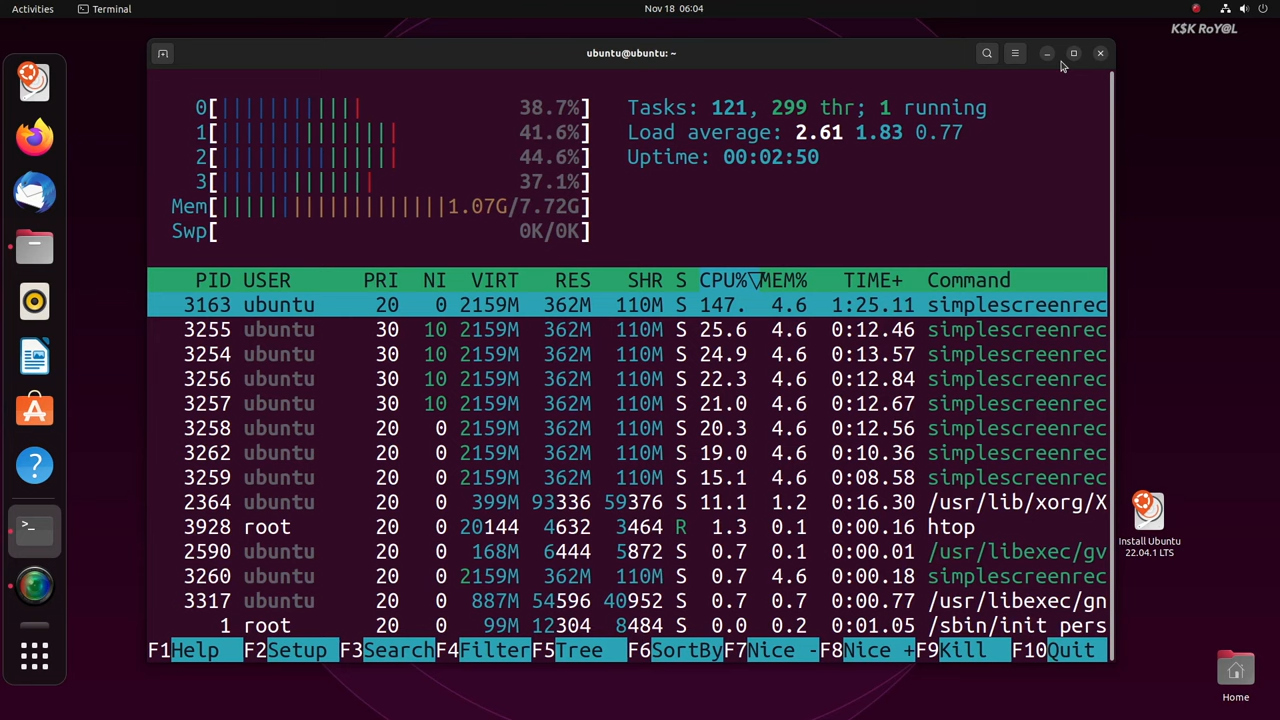 Activities Terminal Nov 18 06:04
K$K RoY@L
ubuntu@ubuntu: ~
0[||||||||||||38.7%] Tasks: 121, 299 thr; 1 running
1[|||||||||||||||41.6%] Load average: 2.61 1.83 0.77
2[|||||||||||||||44.6%] Uptime: 00:02:50
3[|||||||||||||37.1%]
Mem[|||||||||||||||||||1.07G/7.72G]
Swp[0K/0K]
PID USER PRI NI VIRT RES SHR S CPU%▽MEM% TIME+ Command
3163 ubuntu 20 0 2159M 362M 110M S 147. 4.6 1:25.11 simplescreenrec
3255 ubuntu 30 10 2159M 362M 110M S 25.6 4.6 0:12.46 simplescreenrec
3254 ubuntu 30 10 2159M 362M 110M S 24.9 4.6 0:13.57 simplescreenrec
3256 ubuntu 30 10 2159M 362M 110M S 22.3 4.6 0:12.84 simplescreenrec
3257 ubuntu 30 10 2159M 362M 110M S 21.0 4.6 0:12.67 simplescreenrec
3258 ubuntu 20 0 2159M 362M 110M S 20.3 4.6 0:12.56 simplescreenrec
3262 ubuntu 20 0 2159M 362M 110M S 19.0 4.6 0:10.36 simplescreenrec
3259 ubuntu 20 0 2159M 362M 110M S 15.1 4.6 0:08.58 simplescreenrec
2364 ubuntu 20 0 399M 93336 59376 S 11.1 1.2 0:16.30 /usr/lib/xorg/X
3928 root 20 0 20144 4632 3464 R 1.3 0.1 0:00.16 htop
2590 ubuntu 20 0 168M 6444 5872 S 0.7 0.1 0:00.01 /usr/libexec/gv
3260 ubuntu 20 0 2159M 362M 110M S 0.7 4.6 0:00.18 simplescreenrec
3317 ubuntu 20 0 887M 54596 40952 S 0.7 0.7 0:00.77 /usr/libexec/gn
1 root 20 0 99M 12304 8484 S 0.0 0.2 0:01.05 /sbin/init pers
F1Help F2Setup F3SearchF4FilterF5Tree F6SortByF7Nice -F8Nice +F9Kill F10Quit
Install Ubuntu
22.04.1 LTS
Home